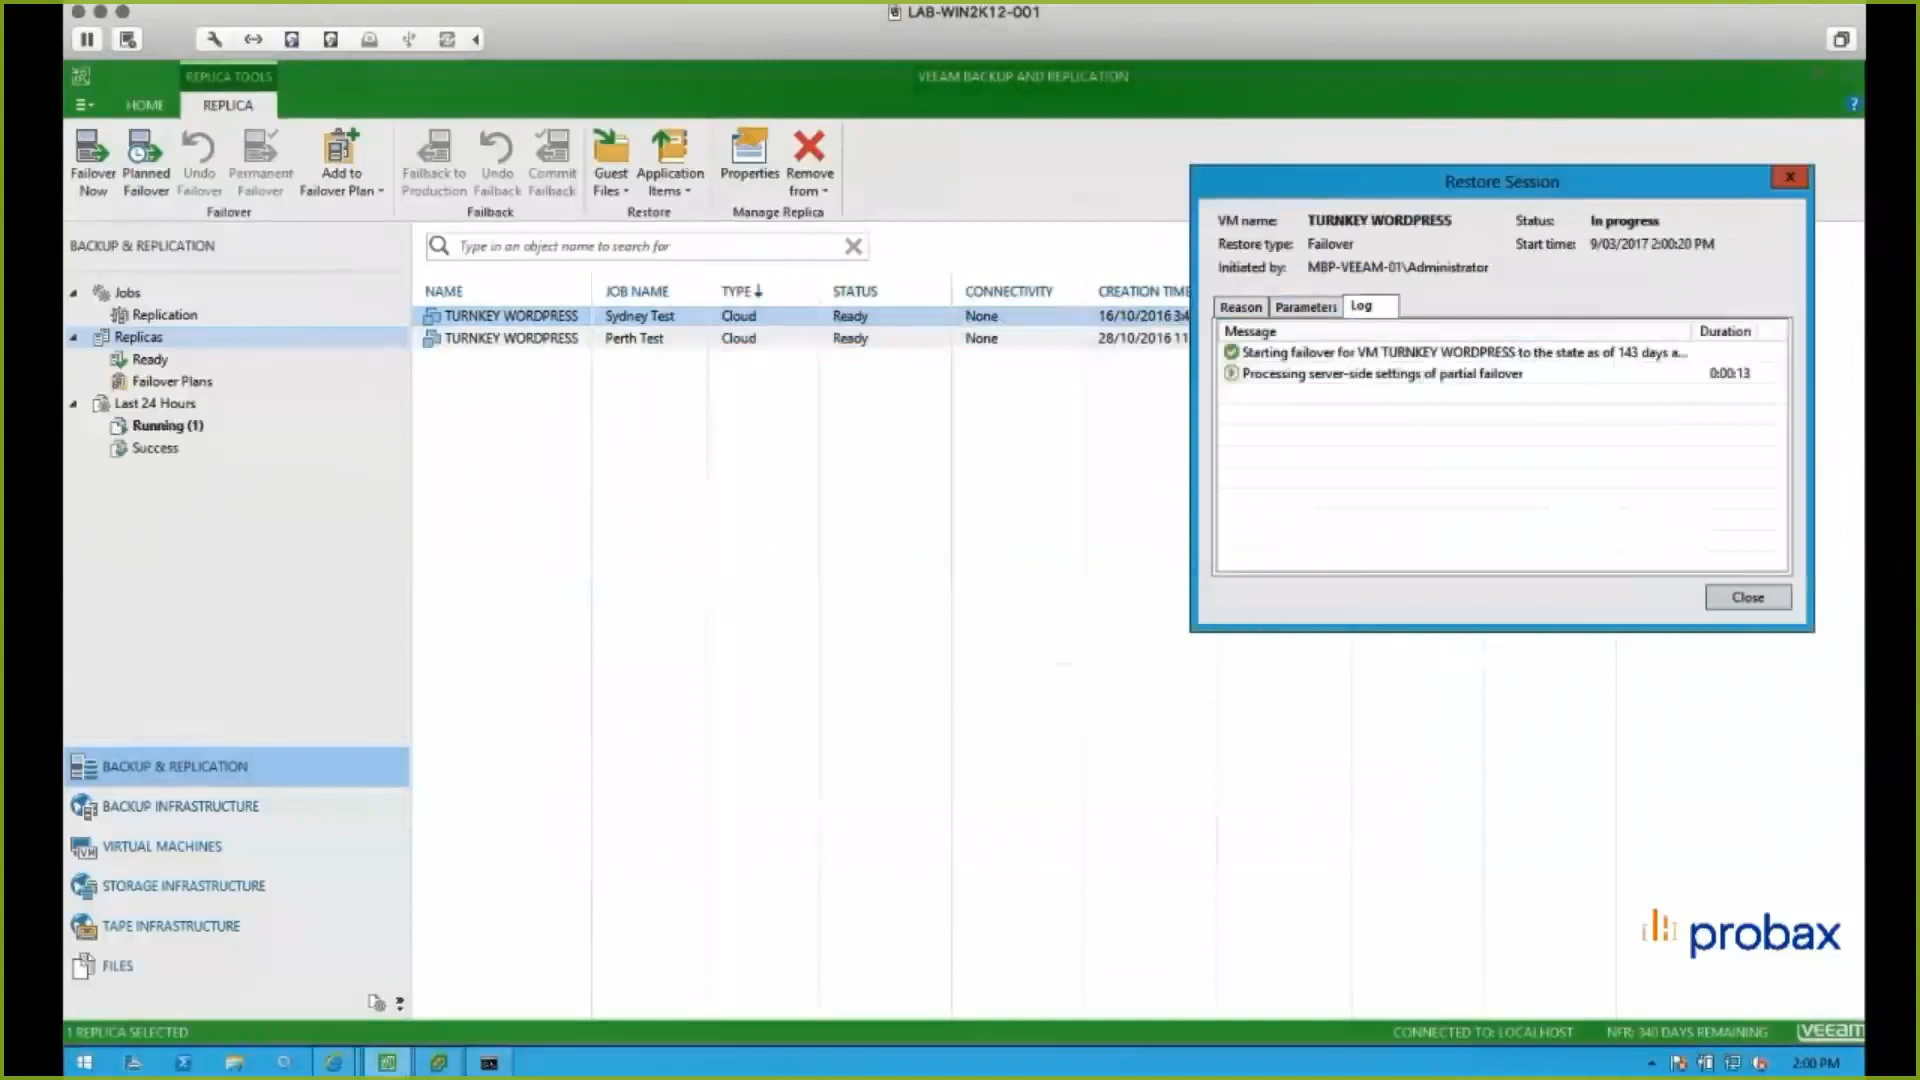 LAB-WIN2K12-001
REPLICA TOOLS
VEEAM BACKUP AND REPLICATION
HOME
REPLICA
?
Failover Now
Planned Failover
Undo Failover
Permanent Failover
Add to Failover Plan
Failback to Production
Undo Failback
Commit Failback
Guest Files
Application Items
Properties
Remove from
Failover
Failback
Restore
Manage Replica
BACKUP & REPLICATION
Jobs
Replication
Replicas
Ready
Failover Plans
Last 24 Hours
Running (1)
Success
Type in an object name to search for
NAME JOB NAME TYPE STATUS CONNECTIVITY CREATION TIME
TURNKEY WORDPRESS Sydney Test Cloud Ready None 16/10/2016 3:4
TURNKEY WORDPRESS Perth Test Cloud Ready None 28/10/2016 11
Restore Session
X
VM name: TURNKEY WORDPRESS Status: In progress
Restore type: Failover Start time: 9/03/2017 2:00:20 PM
Initiated by: MBP-VEEAM-01\Administrator
Reason Parameters Log
Message Duration
Starting failover for VM TURNKEY WORDPRESS to the state as of 143 days a...
Processing server-side settings of partial failover 0:00:13
Close
BACKUP & REPLICATION
BACKUP INFRASTRUCTURE
VIRTUAL MACHINES
STORAGE INFRASTRUCTURE
TAPE INFRASTRUCTURE
FILES
probax
1 REPLICA SELECTED
CONNECTED TO: LOCALHOST
NFR: 340 DAYS REMAINING
veeam
2:00 PM